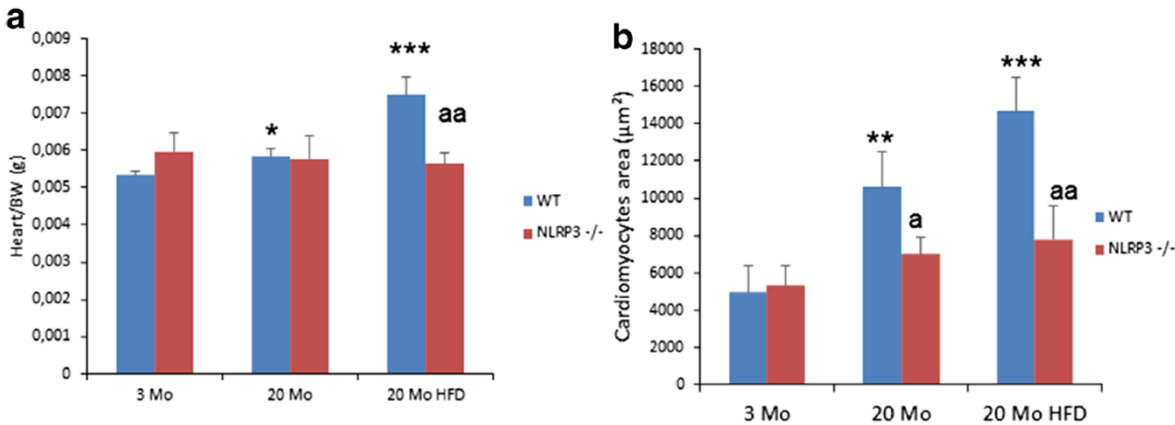 a
0,009
0,008
0,007
0,006
0,005
0,004
0,003
0,002
0,001
0
Heart/BW (g)
*
***
aa
3 Mo
20 Mo
20 Mo HFD
WT
NLRP3 -/-
b
18000
16000
14000
12000
10000
8000
6000
4000
2000
0
Cardiomyocytes area (µm²)
**
a
***
aa
3 Mo
20 Mo
20 Mo HFD
WT
NLRP3 -/-